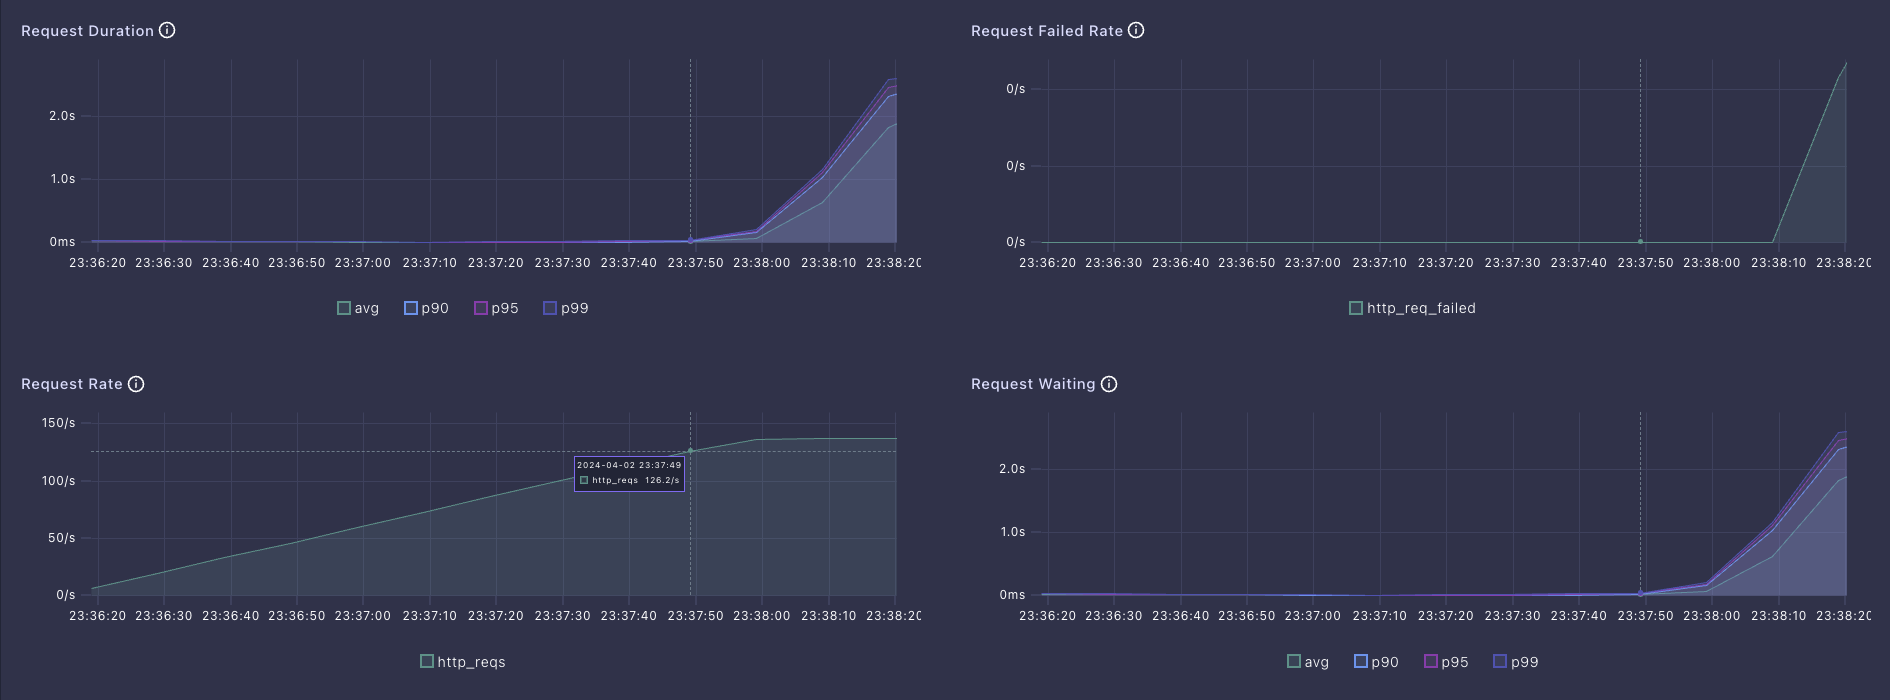 Request Duration
2.0s
1.0s
0ms
23:36:20 23:36:30 23:36:40 23:36:50 23:37:00 23:37:10 23:37:20 23:37:30 23:37:40 23:37:50 23:38:00 23:38:10 23:38:20
avg p90 p95 p99
Request Failed Rate
0/s
0/s
0/s
23:36:20 23:36:30 23:36:40 23:36:50 23:37:00 23:37:10 23:37:20 23:37:30 23:37:40 23:37:50 23:38:00 23:38:10 23:38:20
http_req_failed
Request Rate
150/s
100/s
50/s
0/s
2024-04-02 23:37:49
http_reqs 126.2/s
23:36:20 23:36:30 23:36:40 23:36:50 23:37:00 23:37:10 23:37:20 23:37:30 23:37:40 23:37:50 23:38:00 23:38:10 23:38:20
http_reqs
Request Waiting
2.0s
1.0s
0ms
23:36:20 23:36:30 23:36:40 23:36:50 23:37:00 23:37:10 23:37:20 23:37:30 23:37:40 23:37:50 23:38:00 23:38:10 23:38:20
avg p90 p95 p99